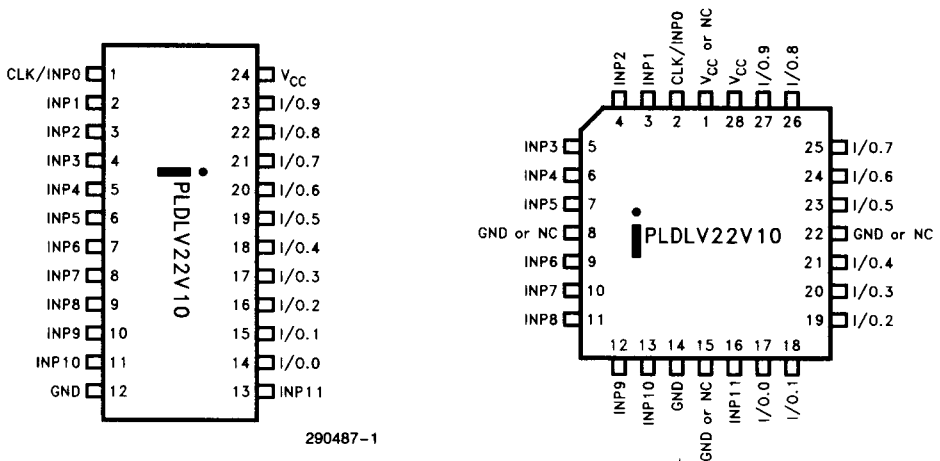 CLK/INP0 1 24 VCC
INP1 2 23 I/O.9
INP2 3 22 I/O.8
INP3 4 21 I/O.7
INP4 5 20 I/O.6
INP5 6 19 I/O.5
INP6 7 18 I/O.4
INP7 8 17 I/O.3
INP8 9 16 I/O.2
INP9 10 15 I/O.1
INP10 11 14 I/O.0
GND 12 13 INP11
PLDLV22V10
290487-1
INP2 INP1 CLK/INP0 VCC or NC VCC I/O.9 I/O.8
4 3 2 1 28 27 26
INP3 5 25 I/O.7
INP4 6 24 I/O.6
INP5 7 23 I/O.5
GND or NC 8 22 GND or NC
PLDLV22V10
INP6 9 21 I/O.4
INP7 10 20 I/O.3
INP8 11 19 I/O.2
12 13 14 15 16 17 18
INP9 INP10 GND GND or NC INP11 I/O.0 I/O.1